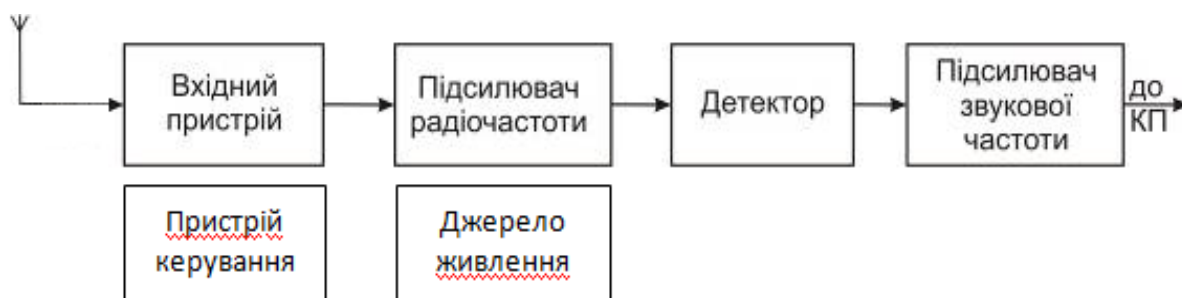 Вхідний
пристрій
Підсилювач
радіочастоти
Детектор
Підсилювач
звукової
частоти
до
КП
Пристрій
керування
Джерело
живлення